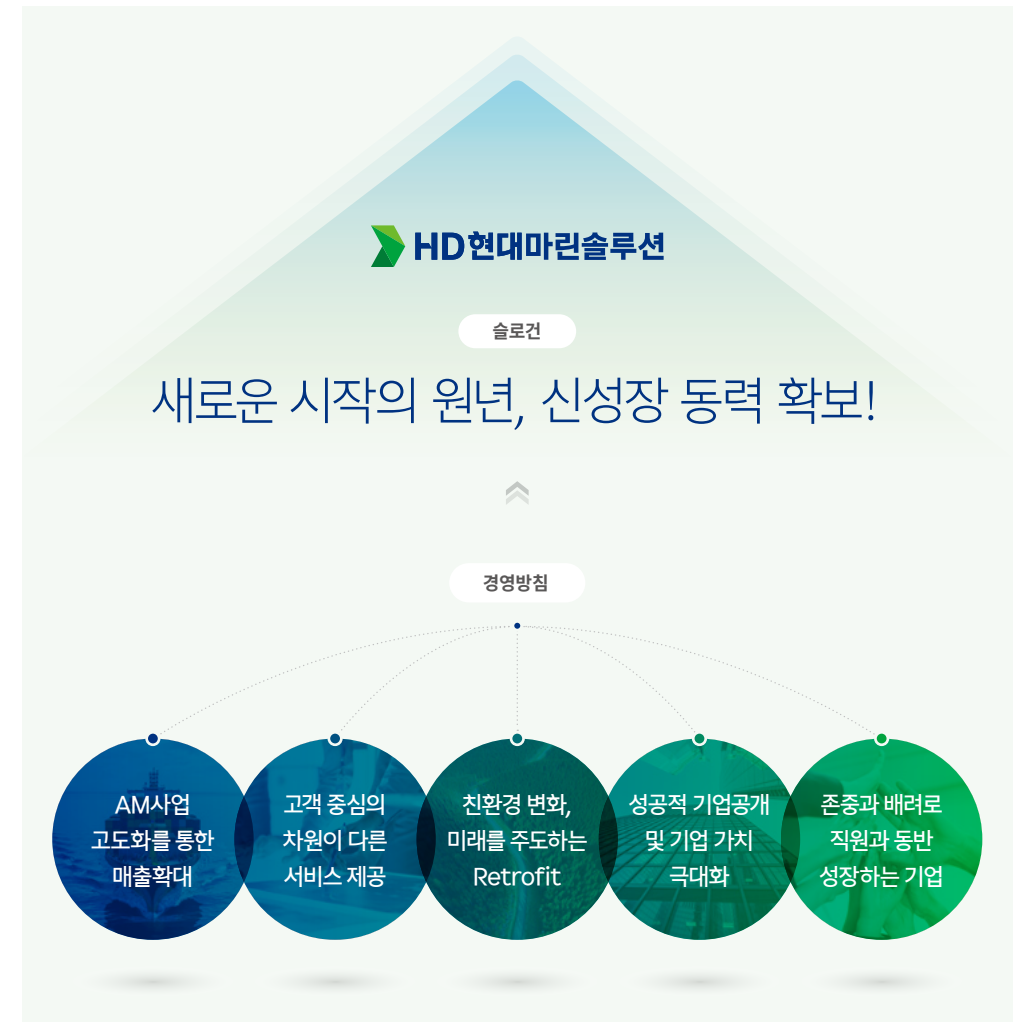 HD현대마린솔루션
슬로건
새로운 시작의 원년, 신성장 동력 확보!
경영방침
AM사업
고도화를 통한
매출확대
고객 중심의
차원이 다른
서비스 제공
친환경 변화,
미래를 주도하는
Retrofit
성공적 기업공개
및 기업 가치
극대화
존중과 배려로
직원과 동반
성장하는 기업